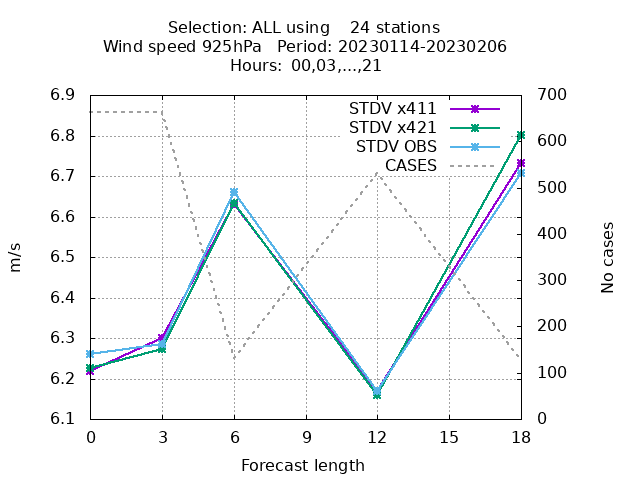 Selection: ALL using    24 stations
Wind speed 925hPa   Period: 20230114-20230206
Hours:  00,03,...,21
6.9
6.8
6.7
6.6
6.5
6.4
6.3
6.2
6.1
m/s
STDV x411
STDV x421
STDV OBS
CASES
700
600
500
400
300
200
100
0
No cases
0 3 6 9 12 15 18
Forecast length